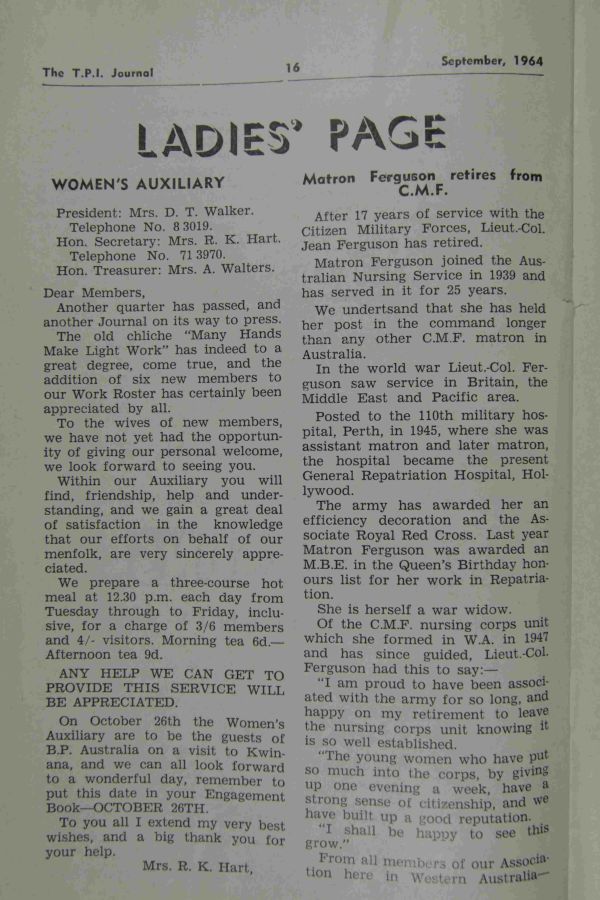 The T.P.I. Journal
16
September, 1964
LADIES' PAGE
WOMEN'S AUXILIARY
President: Mrs. D. T. Walker.
Telephone No. 8 3019.
Hon. Secretary: Mrs. R. K. Hart.
Telephone No. 71 3970.
Hon. Treasurer: Mrs. A. Walters.
Dear Members,
Another quarter has passed, and
another Journal on its way to press.
The old chliche "Many Hands
Make Light Work" has indeed to a
great degree, come true, and the
addition of six new members to
our Work Roster has certainly been
appreciated by all.
To the wives of new members,
we have not yet had the opportun-
ity of giving our personal welcome,
we look forward to seeing you.
Within our Auxiliary you will
find, friendship, help and under-
standing, and we gain a great deal
of satisfaction in the knowledge
that our efforts on behalf of our
menfolk, are very sincerely appre-
ciated.
We prepare a three-course hot
meal at 12.30 p.m. each day from
Tuesday through to Friday, inclu-
sive, for a charge of 3/6 members
and 4/- visitors. Morning tea 6d.—
Afternoon tea 9d.
ANY HELP WE CAN GET TO
PROVIDE THIS SERVICE WILL
BE APPRECIATED.
On October 26th the Women's
Auxiliary are to be the guests of
B.P. Australia on a visit to Kwin-
ana, and we can all look forward
to a wonderful day, remember to
put this date in your Engagement
Book—OCTOBER 26TH.
To you all I extend my very best
wishes, and a big thank you for
your help.
Mrs. R. K. Hart,
Matron Ferguson retires from
C.M.F.
After 17 years of service with the
Citizen Military Forces, Lieut.-Col.
Jean Ferguson has retired.
Matron Ferguson joined the Aus-
tralian Nursing Service in 1939 and
has served in it for 25 years.
We undertsand that she has held
her post in the command longer
than any other C.M.F. matron in
Australia.
In the world war Lieut.-Col. Fer-
guson saw service in Britain, the
Middle East and Pacific area.
Posted to the 110th military hos-
pital, Perth, in 1945, where she was
assistant matron and later matron,
the hospital became the present
General Repatriation Hospital, Hol-
lywood.
The army has awarded her an
efficiency decoration and the As-
sociate Royal Red Cross. Last year
Matron Ferguson was awarded an
M.B.E. in the Queen's Birthday hon-
ours list for her work in Repatria-
tion.
She is herself a war widow.
Of the C.M.F. nursing corps unit
which she formed in W.A. in 1947
and has since guided, Lieut.-Col.
Ferguson had this to say:—
"I am proud to have been associ-
ated with the army for so long, and
happy on my retirement to leave
the nursing corps unit knowing it
is so well established.
"The young women who have put
so much into the corps, by giving
up one evening a week, have a
strong sense of citizenship, and we
have built up a good reputation.
"I shall be happy to see this
grow."
From all members of our Associa-
tion here in Western Australia—